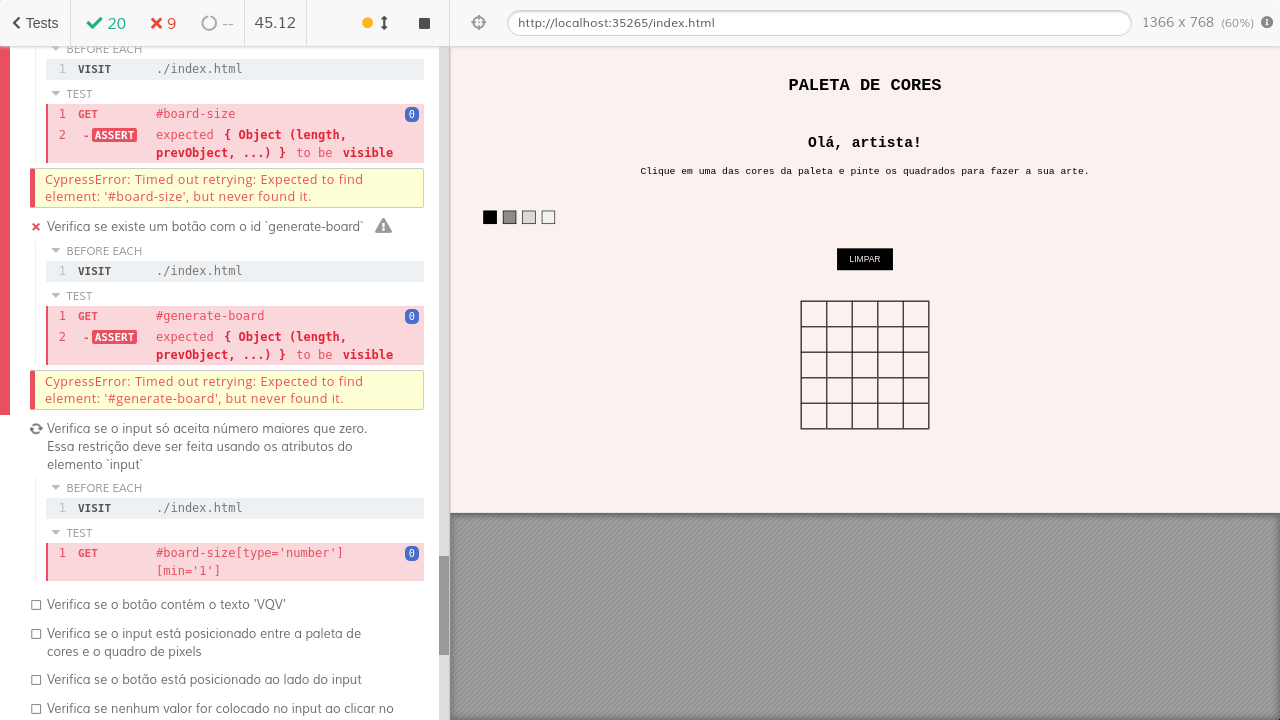 Tests
20
9
--
45.12
http://localhost:35265/index.html
1366 x 768 (60%)
BEFORE EACH
1 VISIT ./index.html
TEST
1 GET #board-size 0
2 -ASSERT expected { Object (length,
prevObject, ...) } to be visible
CypressError: Timed out retrying: Expected to find
element: '#board-size', but never found it.
Verifica se existe um botão com o id `generate-board`
BEFORE EACH
1 VISIT ./index.html
TEST
1 GET #generate-board 0
2 -ASSERT expected { Object (length,
prevObject, ...) } to be visible
CypressError: Timed out retrying: Expected to find
element: '#generate-board', but never found it.
Verifica se o input só aceita número maiores que zero.
Essa restrição deve ser feita usando os atributos do
elemento `input`
BEFORE EACH
1 VISIT ./index.html
TEST
1 GET #board-size[type='number'] 0
[min='1']
Verifica se o botão contém o texto 'VQV'
Verifica se o input está posicionado entre a paleta de
cores e o quadro de pixels
Verifica se o botão está posicionado ao lado do input
Verifica se nenhum valor for colocado no input ao clicar no
PALETA DE CORES
Olá, artista!
Clique em uma das cores da paleta e pinte os quadrados para fazer a sua arte.
LIMPAR